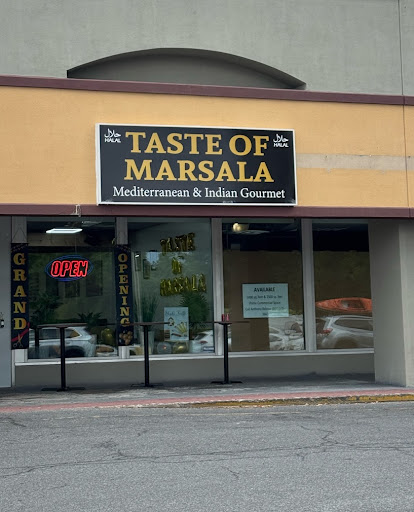 حلال
HALAL
TASTE OF
MARSALA
Mediterranean & Indian Gourmet
حلال
HALAL
GRAND
OPEN
OPENING
TASTE
OF
MARSALA
AVAILABLE